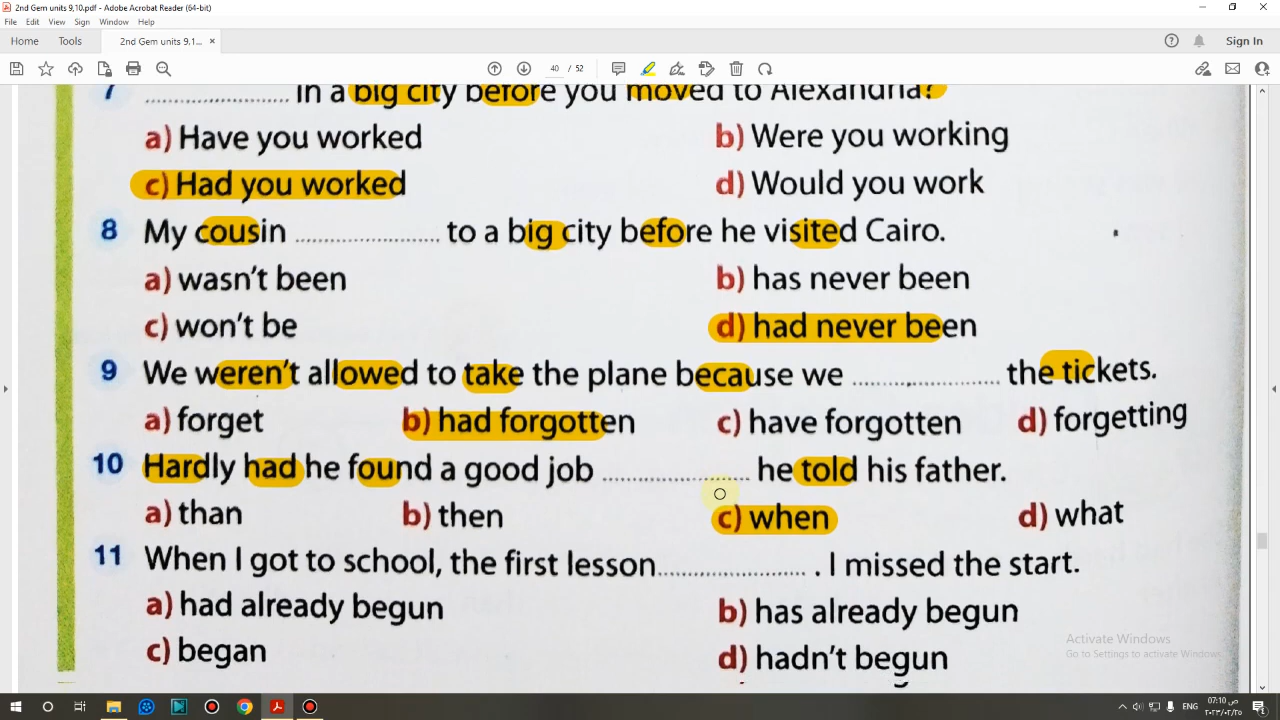 2nd Gem units 9,10.pdf - Adobe Acrobat Reader (64-bit)
File Edit View Sign Window Help
Home Tools 2nd Gem units 9,1... × Sign In
40 / 52
7 .................... in a big city before you moved to Alexandria?
a) Have you worked b) Were you working
c) Had you worked d) Would you work
8 My cousin .................... to a big city before he visited Cairo.
a) wasn't been b) has never been
c) won't be d) had never been
9 We weren't allowed to take the plane because we .................... the tickets.
a) forget b) had forgotten c) have forgotten d) forgetting
10 Hardly had he found a good job .................... he told his father.
a) than b) then c) when d) what
11 When I got to school, the first lesson .................... . I missed the start.
a) had already begun b) has already begun
c) began d) hadn't begun
Activate Windows
Go to Settings to activate Windows.
ENG 07:10 ص
٢٠٢٣/٠٢/٢٥